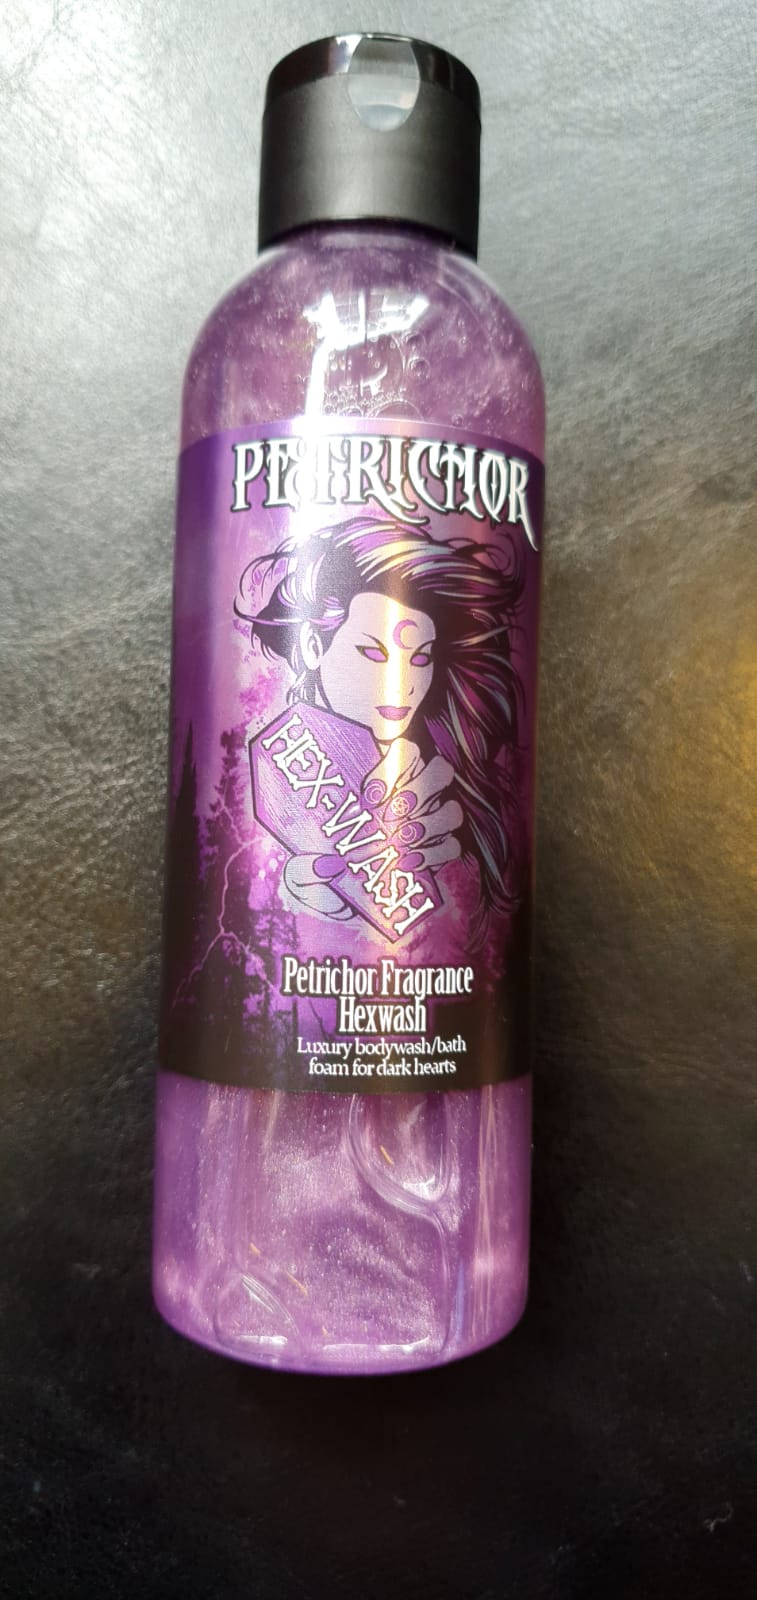 PETRICHOR
HEX-WASH
Petrichor Fragrance
Hexwash
Luxury bodywash/bath
foam for dark hearts